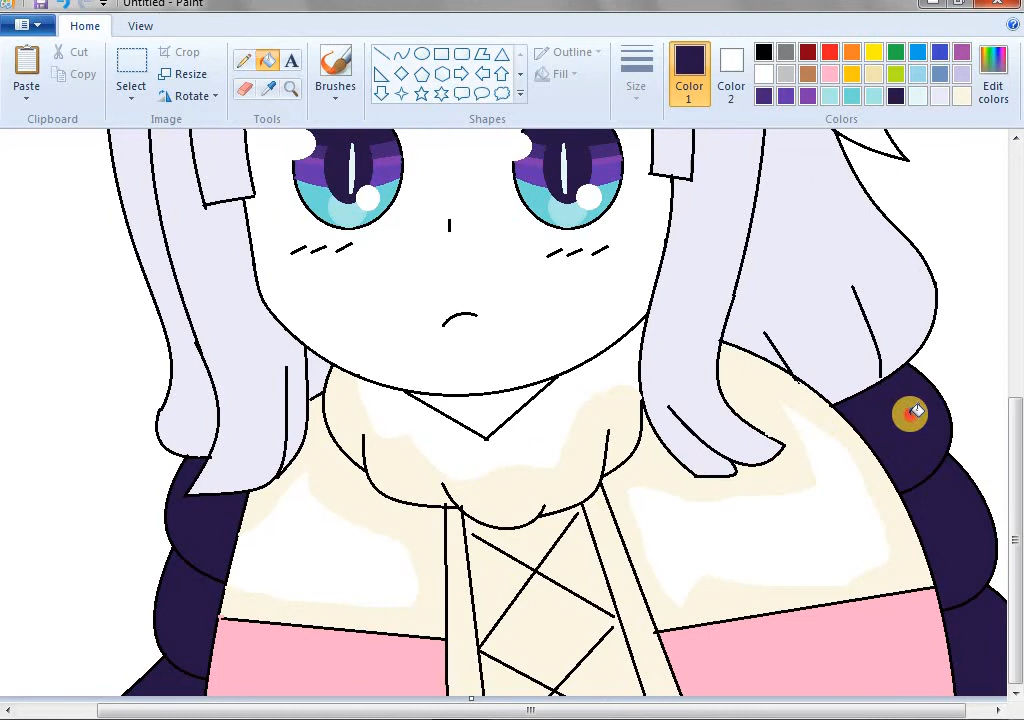 Untitled - Paint
Home View
Paste
Cut
Copy
Select
Crop
Resize
Rotate
A
Brushes
Outline
Fill
Size
Color 1
Color 2
Edit colors
Clipboard Image Tools Shapes Colors